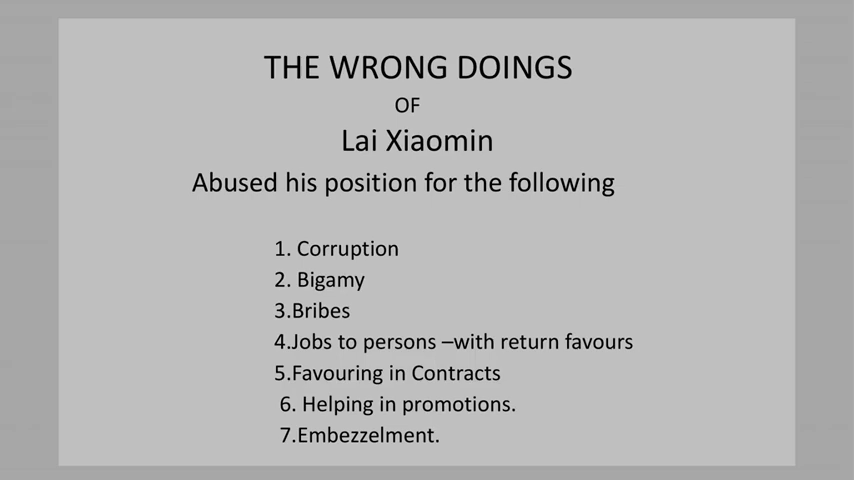 THE WRONG DOINGS
OF
Lai Xiaomin
Abused his position for the following
1. Corruption
2. Bigamy
3.Bribes
4.Jobs to persons –with return favours
5.Favouring in Contracts
6. Helping in promotions.
7.Embezzelment.